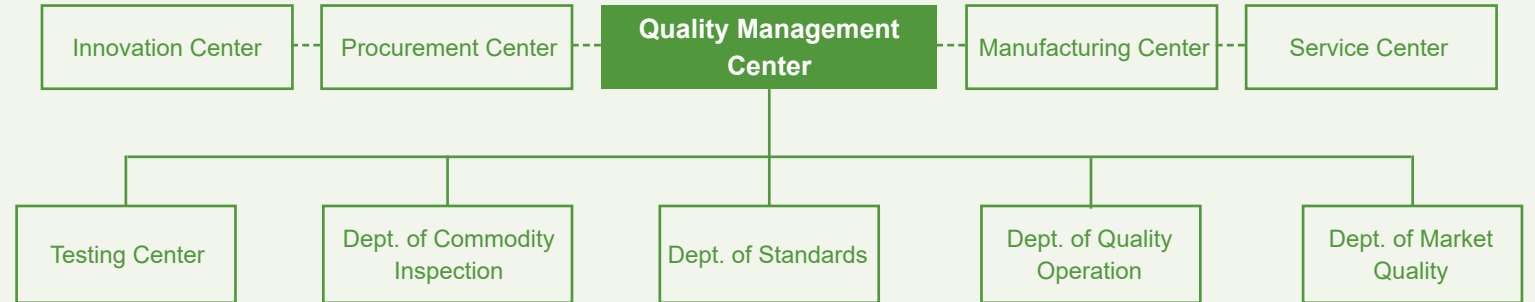 Innovation Center
Procurement Center
Quality Management
Center
Manufacturing Center
Service Center
Testing Center
Dept. of Commodity
Inspection
Dept. of Standards
Dept. of Quality
Operation
Dept. of Market
Quality